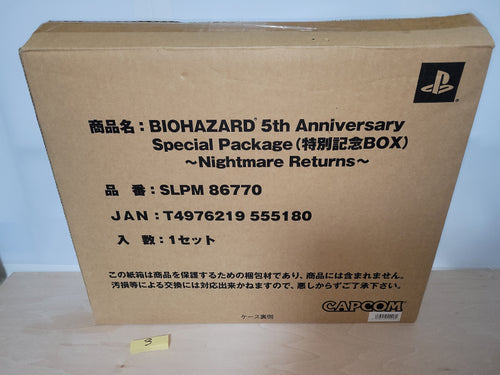 商品名：BIOHAZARD® 5th Anniversary
Special Package（特別記念BOX）
～Nightmare Returns～
品　番：SLPM 86770
JAN：T4976219 555180
入　数：1セット
この紙箱は商品を保護するための梱包材であり、商品には含まれません。
汚損等による交換には対応出来かねますので、悪しからずご了承下さい。
CAPCOM
ケース裏側
3